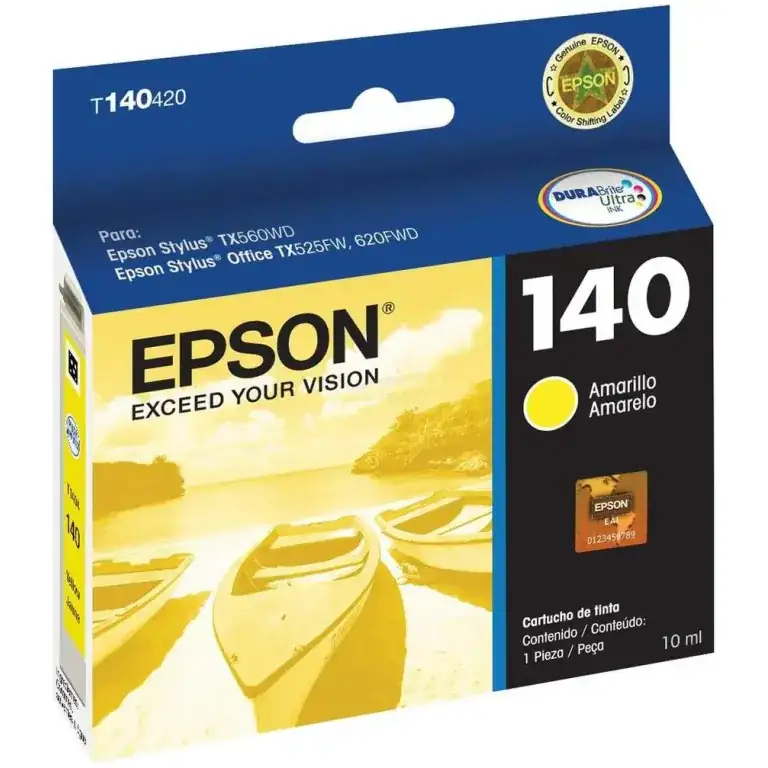 T140420
Genuine EPSON
EPSON
Color Shifting Label
DURABrite
Ultra
INK
Para:
Epson Stylus® TX560WD
Epson Stylus® Office TX525FW, 620FWD
EPSON®
EXCEED YOUR VISION
140
Amarillo
Amarelo
EPSON
EAI
0123456789
Cartucho de tinta
Contenido / Conteúdo:
1 Pieza / Peça
10 ml
140